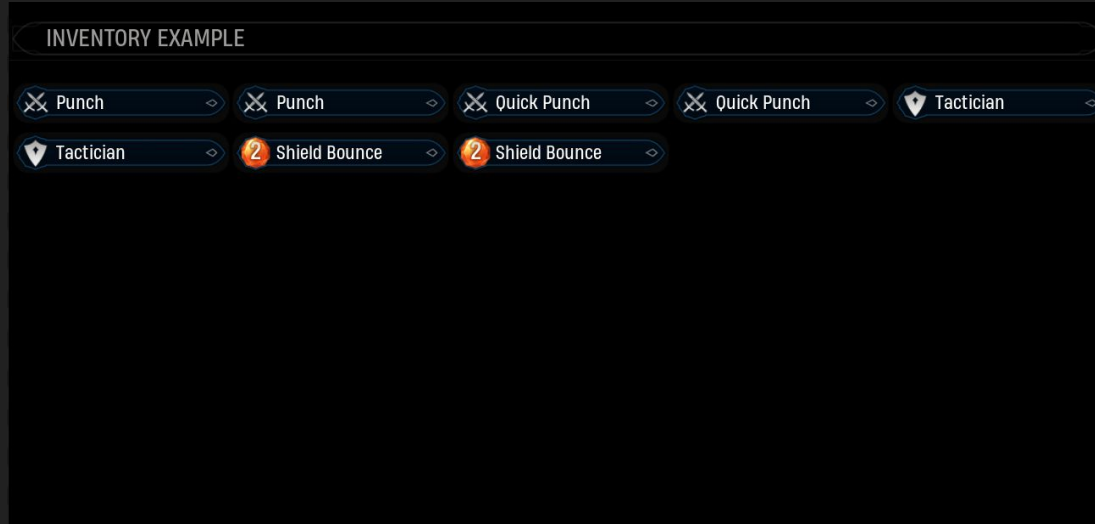 INVENTORY EXAMPLE
Punch Punch Quick Punch Quick Punch Tactician
Tactician 2 Shield Bounce 2 Shield Bounce